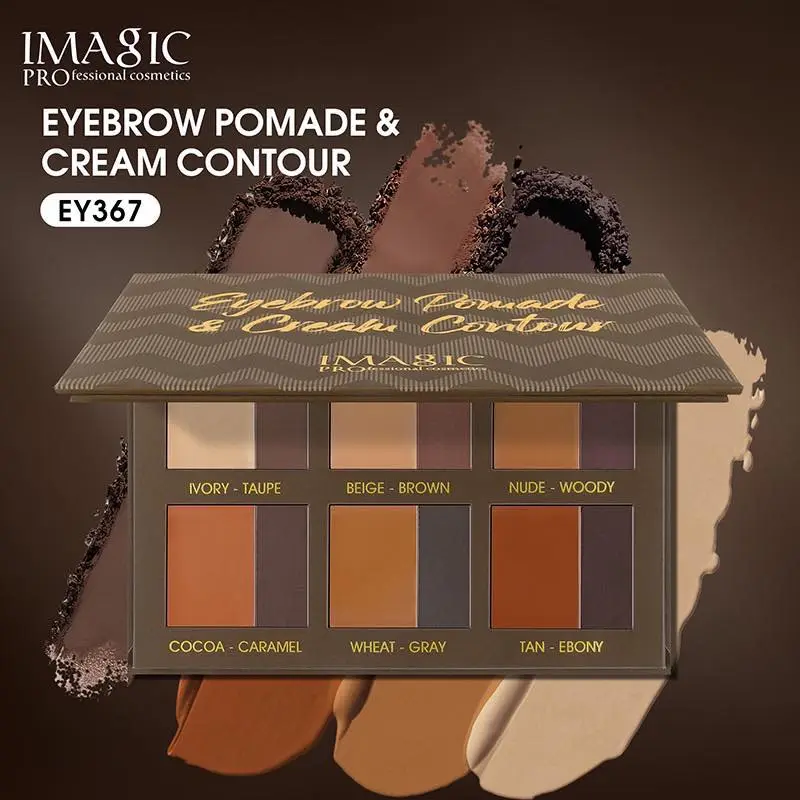 IMAGIC
PROfessional cosmetics
EYEBROW POMADE &
CREAM CONTOUR
EY367
Eyebrow Pomade
& Cream Contour
IMAGIC
PROfessional cosmetics
IVORY - TAUPE
BEIGE - BROWN
NUDE - WOODY
COCOA - CARAMEL
WHEAT - GRAY
TAN - EBONY